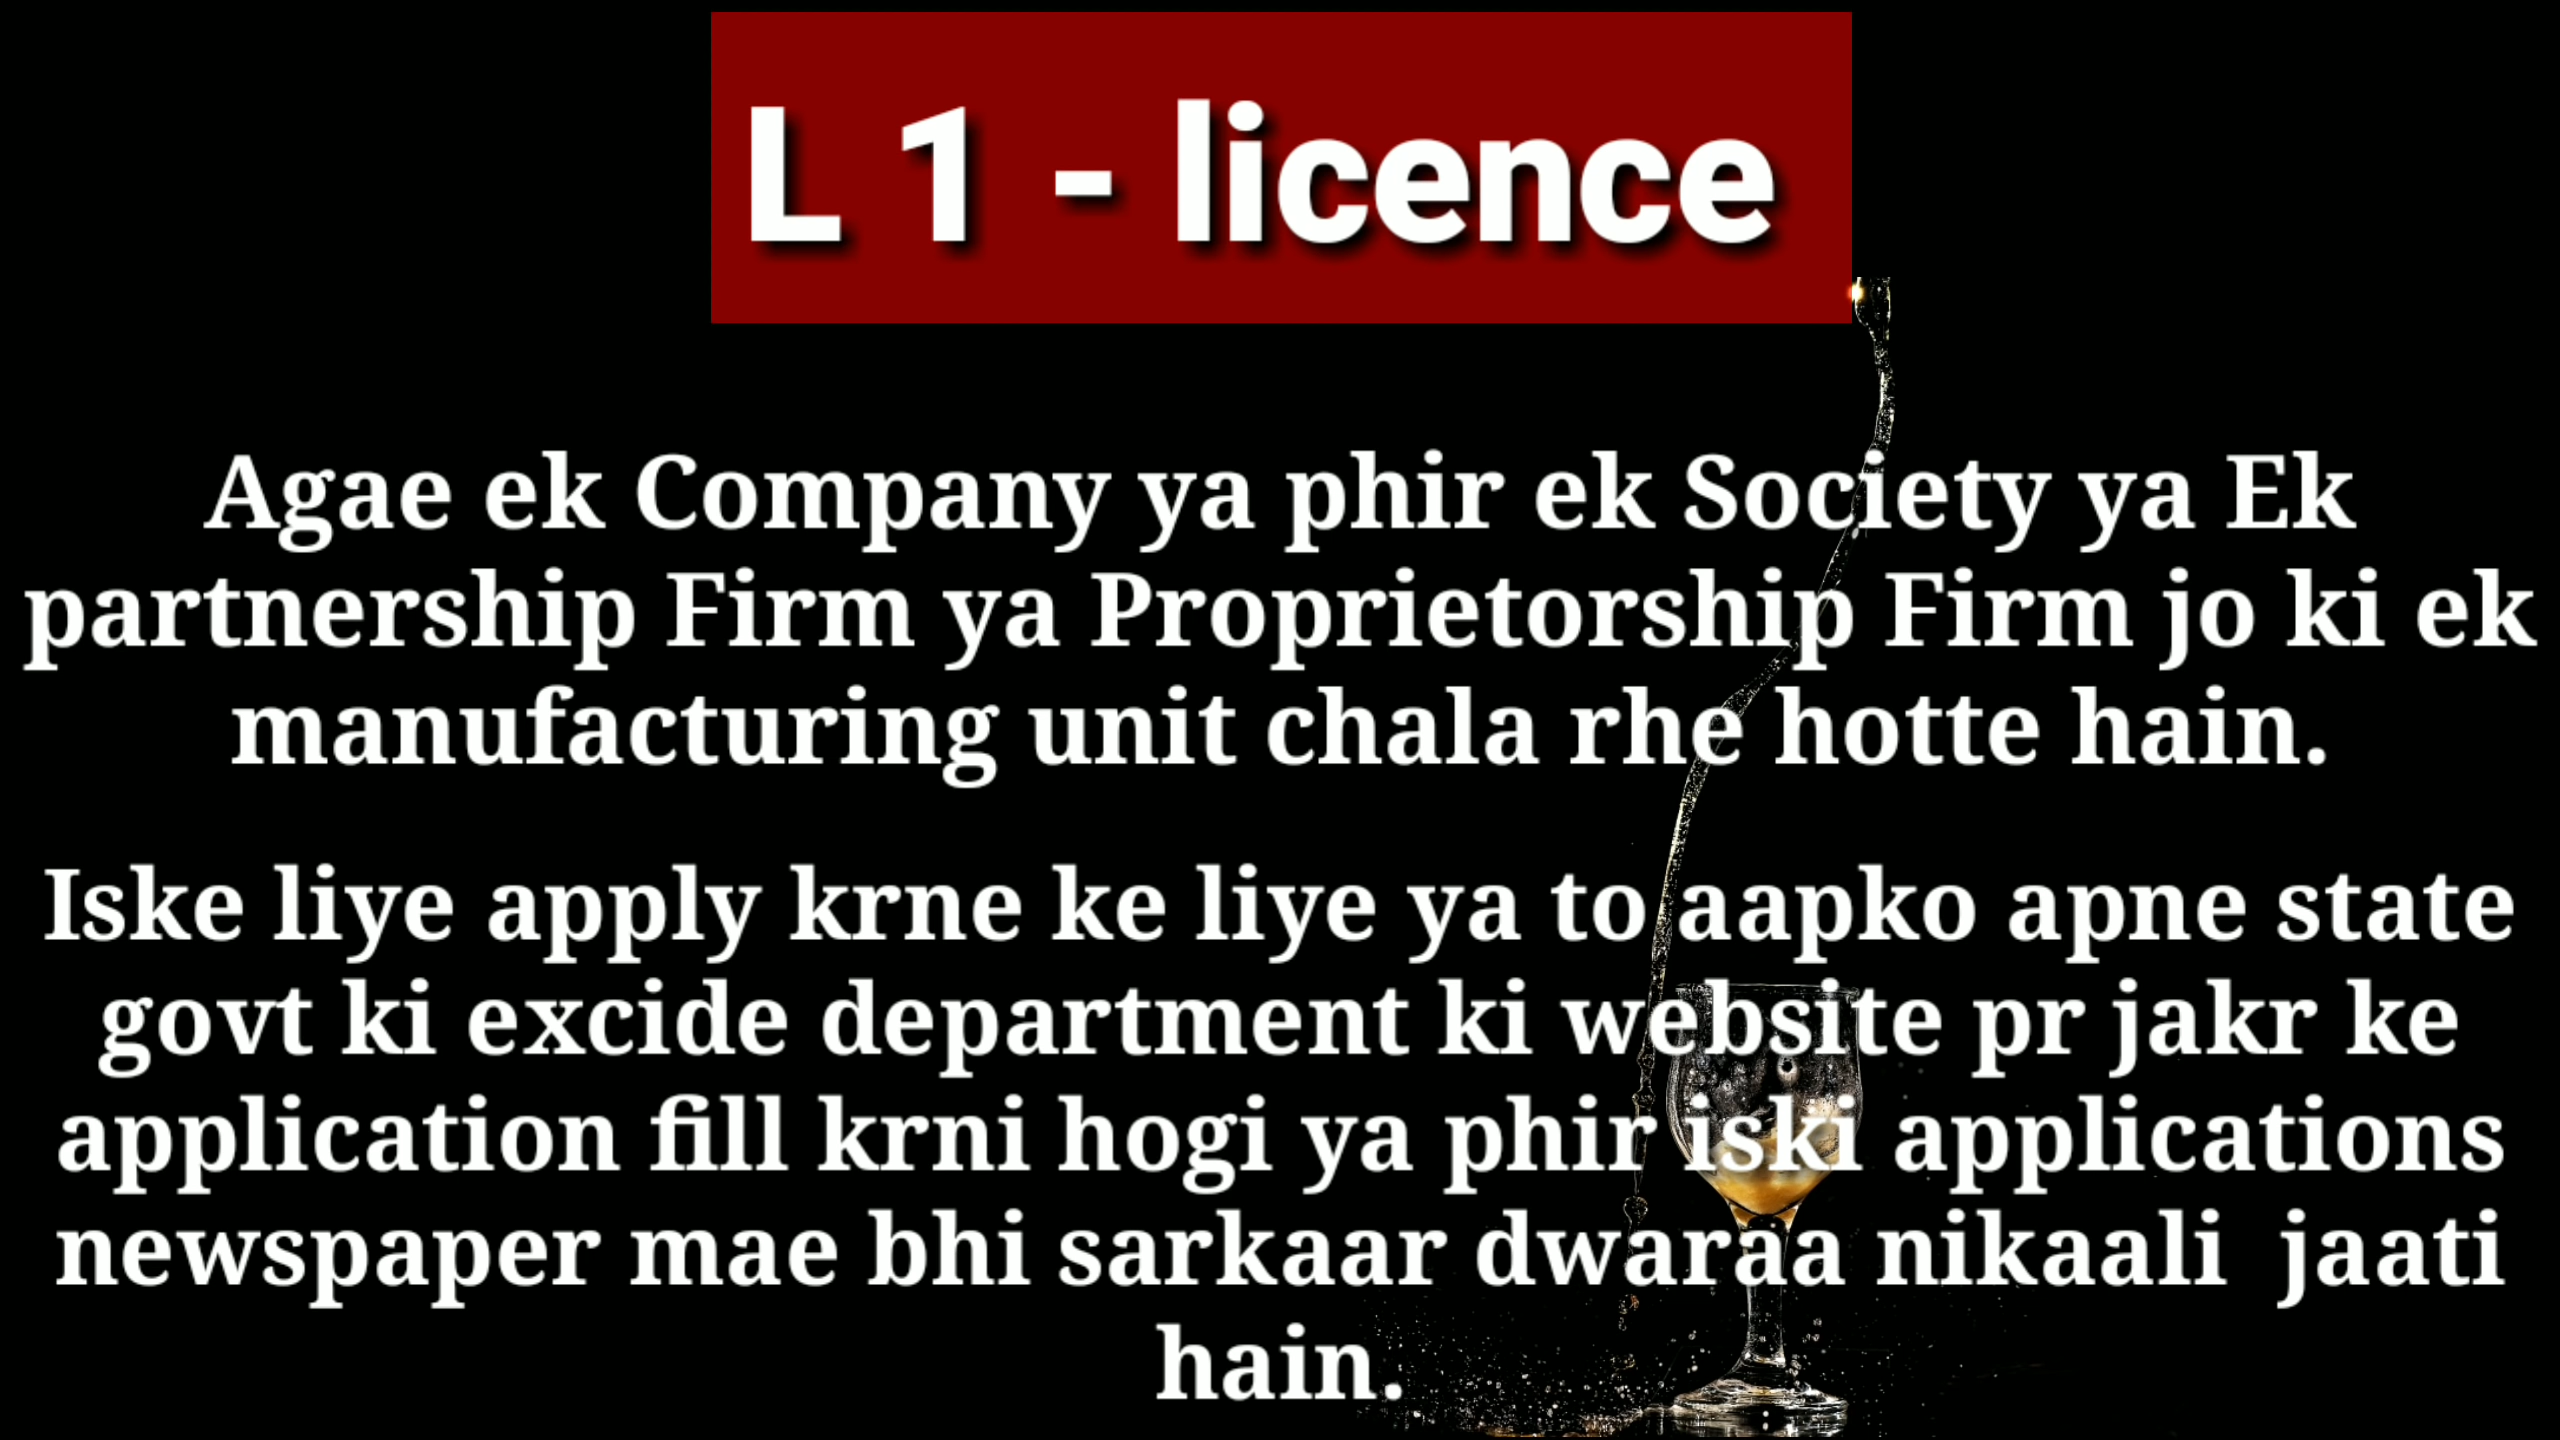 L 1 - licence
Agae ek Company ya phir ek Society ya Ek
partnership Firm ya Proprietorship Firm jo ki ek
manufacturing unit chala rhe hotte hain.
Iske liye apply krne ke liye ya to aapko apne state
govt ki excide department ki website pr jakr ke
application fill krni hogi ya phir iski applications
newspaper mae bhi sarkaar dwaraa nikaali  jaati
hain.